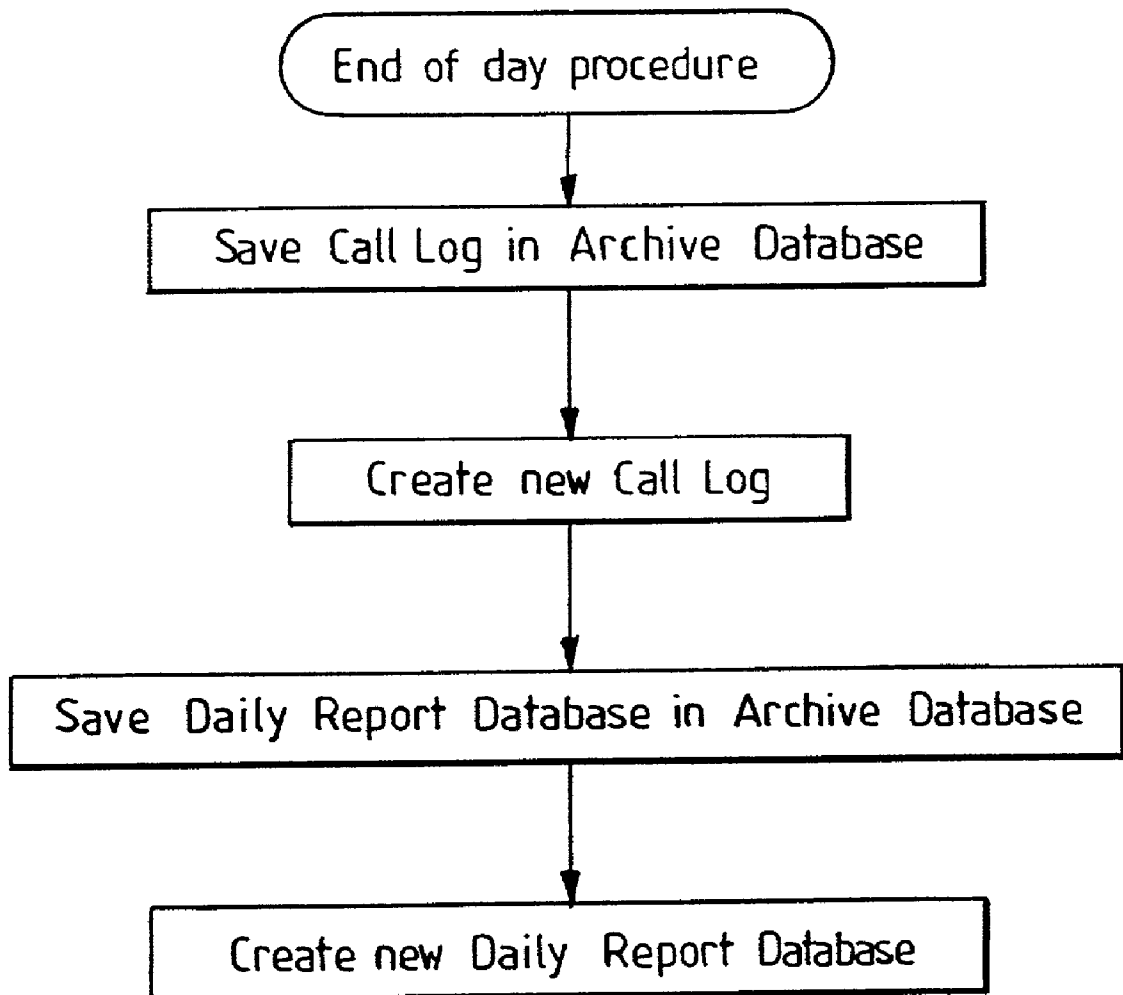 End of day procedure
Save Call Log in Archive Database
Create new Call Log
Save Daily Report Database in Archive Database
Create new Daily Report Database